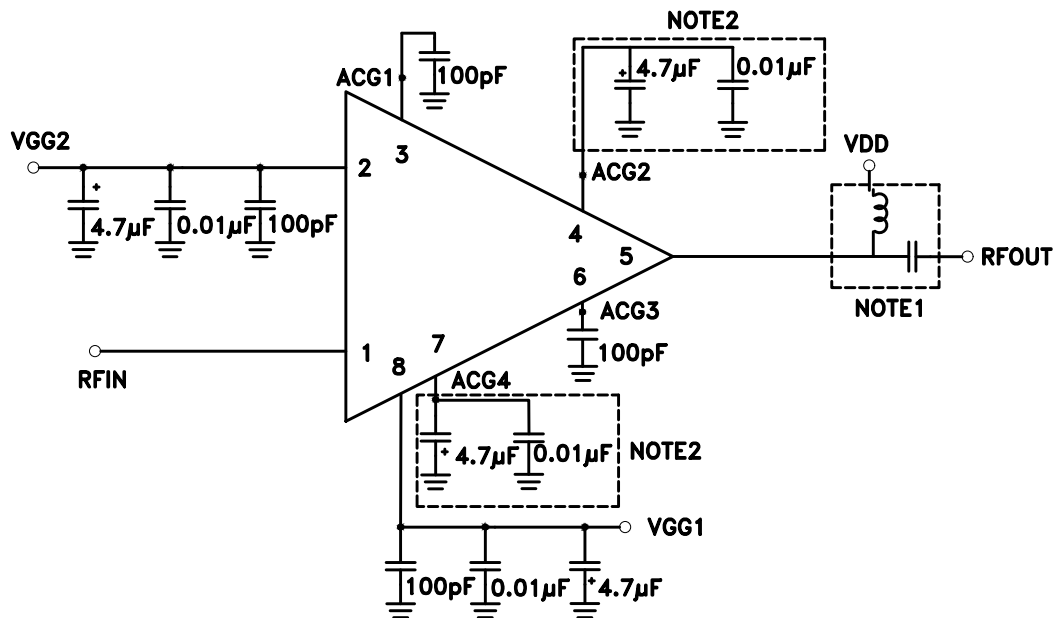 NOTE2
ACG1
100pF
+ 4.7µF
0.01µF
VGG2
2
3
ACG2
VDD
+
4.7µF
0.01µF
100pF
4
5
RFOUT
6
ACG3
NOTE1
RFIN
1
7
8
100pF
ACG4
+ 4.7µF
0.01µF
NOTE2
VGG1
100pF
0.01µF
+ 4.7µF